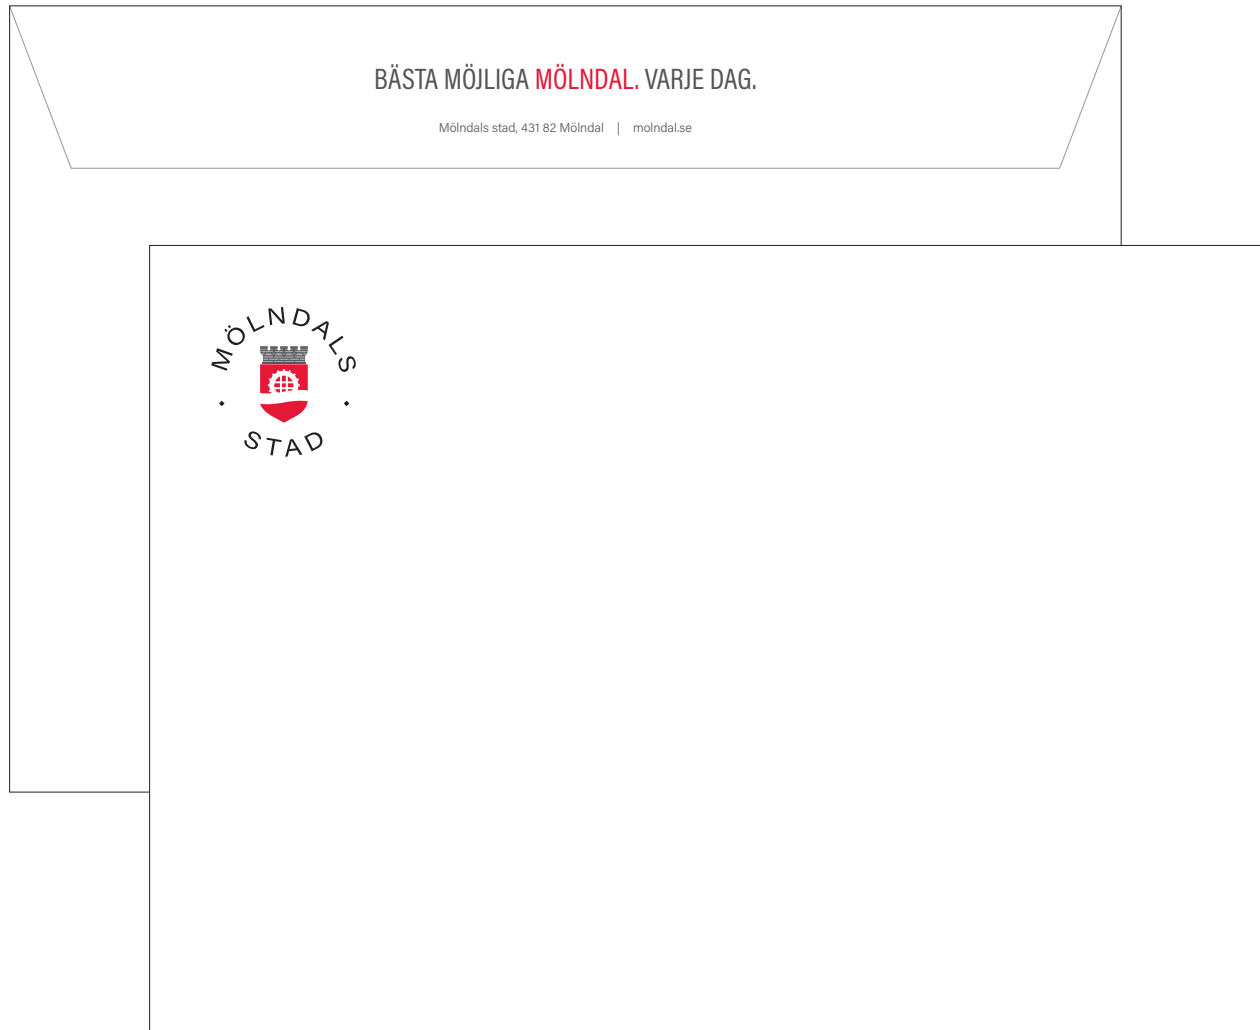 BÄSTA MÖJLIGA MÖLNDAL. VARJE DAG.
Mölndals stad, 431 82 Mölndal | molndal.se
MÖLNDALS
STAD